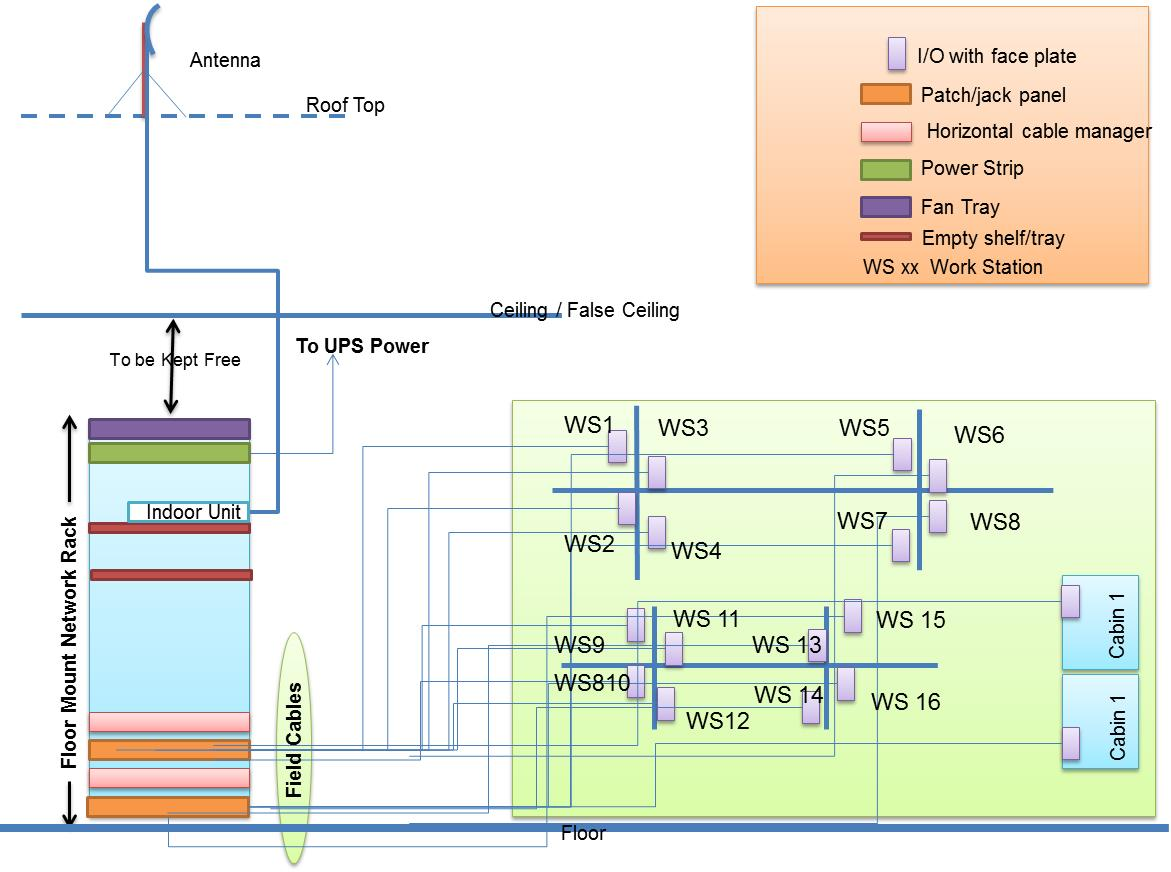 Antenna
Roof Top
I/O with face plate
Patch/jack panel
Horizontal cable manager
Power Strip
Fan Tray
Empty shelf/tray
WS xx Work Station
Ceiling / False Ceiling
To be Kept Free
To UPS Power
Floor Mount Network Rack
Indoor Unit
Field Cables
WS1
WS3
WS5
WS6
WS2
WS4
WS7
WS8
WS9
WS 11
WS 13
WS 15
WS810
WS12
WS 14
WS 16
Cabin 1
Cabin 1
Floor